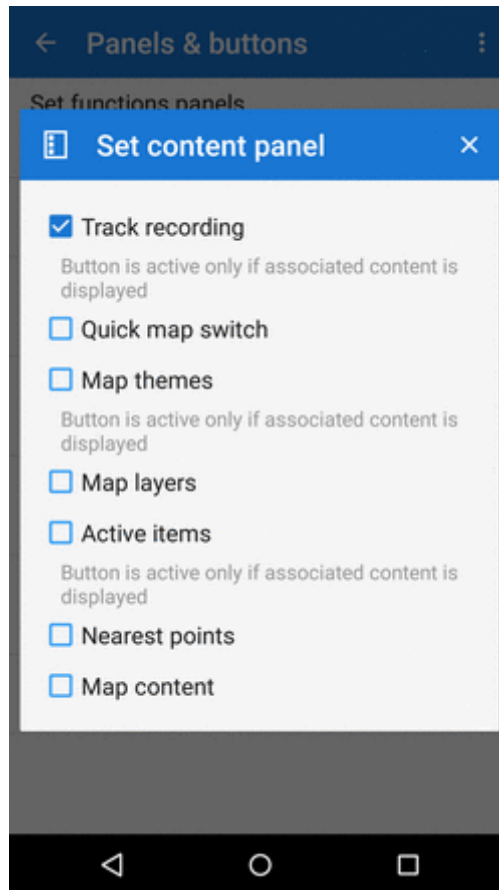 Panels & buttons
Set functions panels
Set content panel
Track recording
Button is active only if associated content is
displayed
Quick map switch
Map themes
Button is active only if associated content is
displayed
Map layers
Active items
Button is active only if associated content is
displayed
Nearest points
Map content